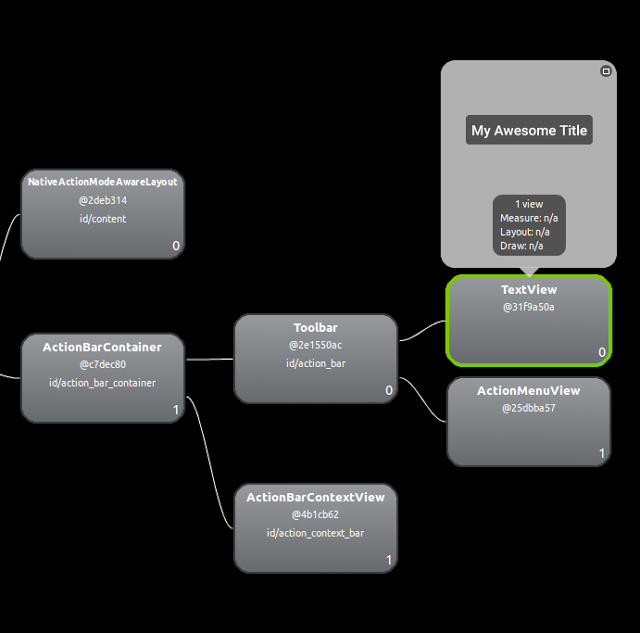 My Awesome Title
1 view
Measure: n/a
Layout: n/a
Draw: n/a
NativeActionModeAwareLayout
@2deb314
id/content
0
TextView
@31f9a50a
0
ActionBarContainer
@c7dec80
id/action_bar_container
1
Toolbar
@2e1550ac
id/action_bar
0
ActionMenuView
@25dbba57
1
ActionBarContextView
@4b1cb62
id/action_context_bar
1